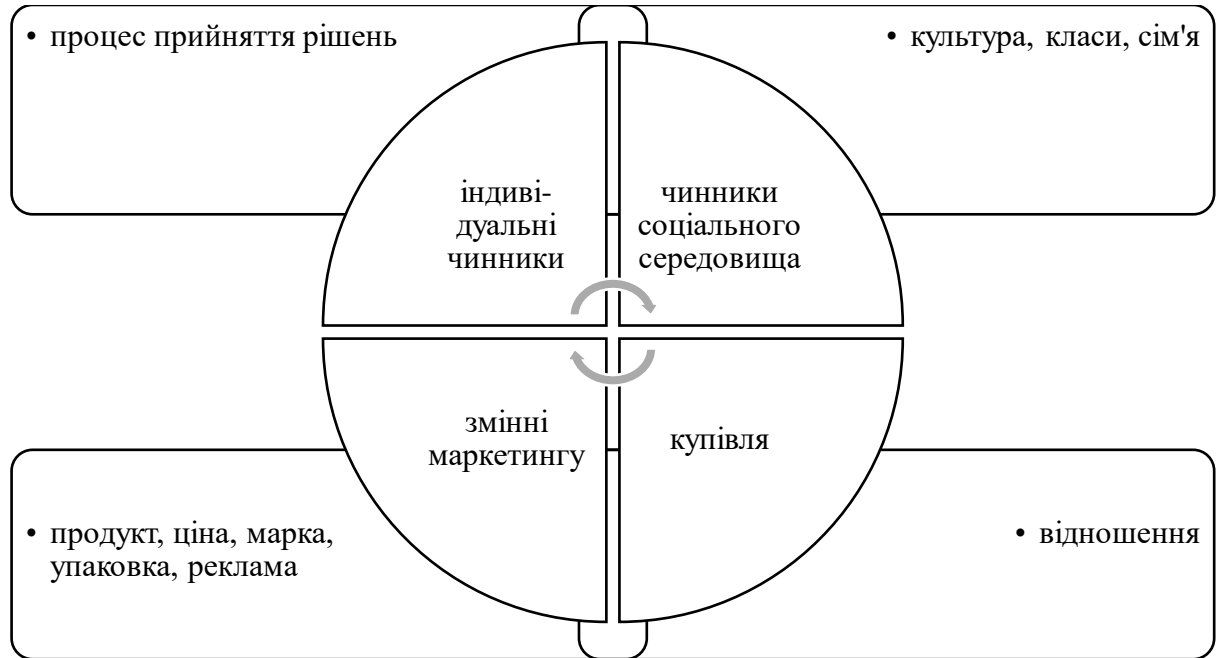 • процес прийняття рішень
• культура, класи, сім'я
індиві-
дуальні
чинники
чинники
соціального
середовища
змінні
маркетингу
купівля
• продукт, ціна, марка,
упаковка, реклама
• відношення